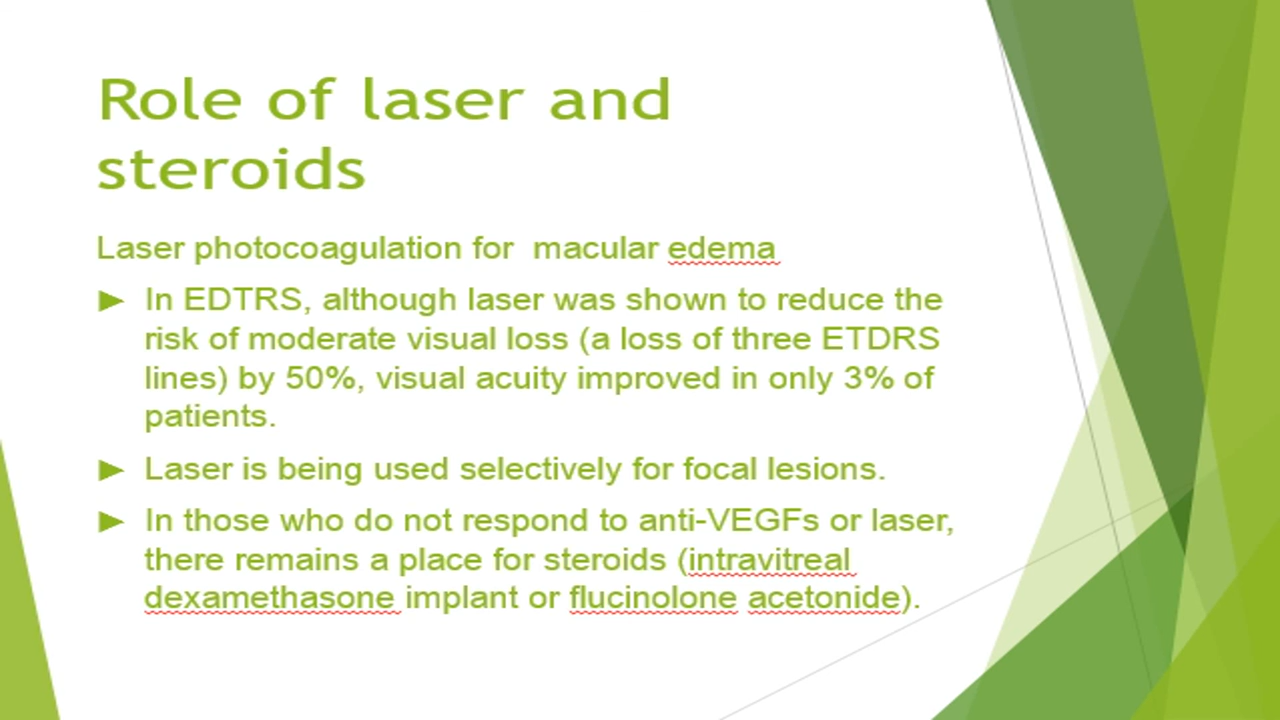 Role of laser and
steroids
Laser photocoagulation for  macular edema
► In EDTRS, although laser was shown to reduce the
risk of moderate visual loss (a loss of three ETDRS
lines) by 50%, visual acuity improved in only 3% of
patients.
► Laser is being used selectively for focal lesions.
► In those who do not respond to anti-VEGFs or laser,
there remains a place for steroids (intravitreal
dexamethasone implant or flucinolone acetonide).